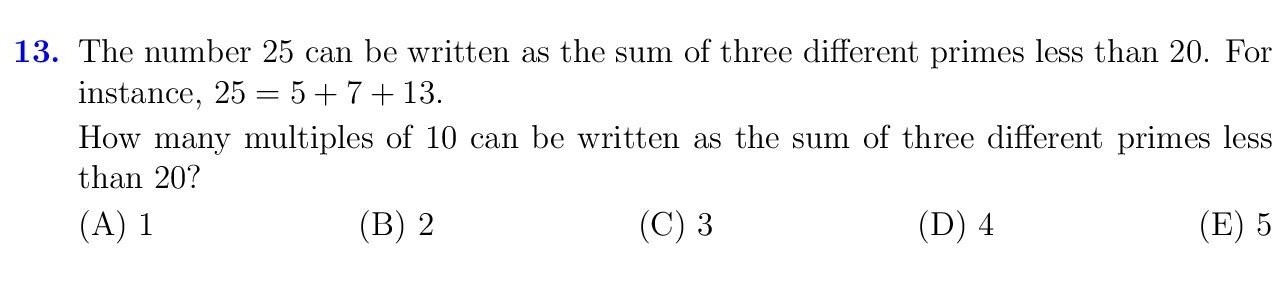 13. The number 25 can be written as the sum of three different primes less than 20. For
instance, 25 = 5 + 7 + 13.
How many multiples of 10 can be written as the sum of three different primes less
than 20?
(A) 1 (B) 2 (C) 3 (D) 4 (E) 5